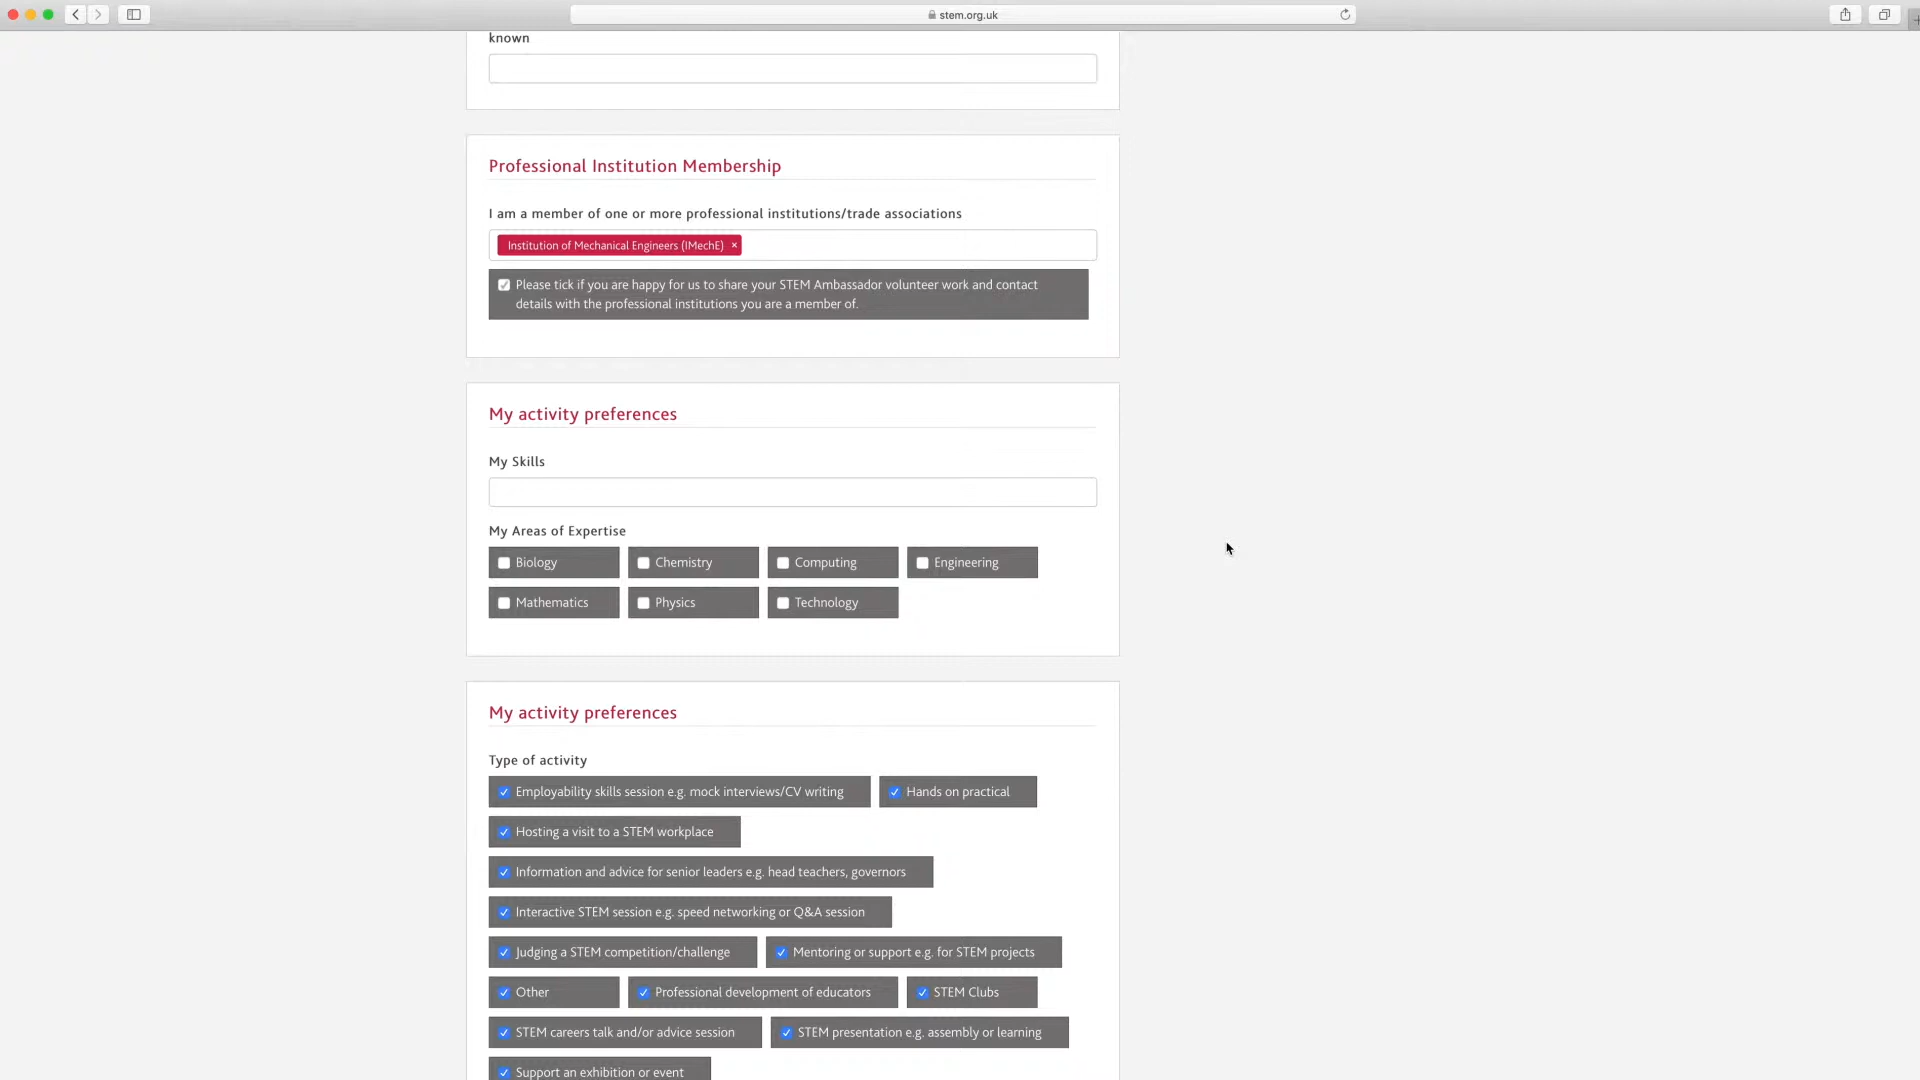 stem.org.uk
known
Professional Institution Membership
I am a member of one or more professional institutions/trade associations
Institution of Mechanical Engineers (IMechE) ×
Please tick if you are happy for us to share your STEM Ambassador volunteer work and contact
details with the professional institutions you are a member of.
My activity preferences
My Skills
My Areas of Expertise
Biology Chemistry Computing Engineering
Mathematics Physics Technology
My activity preferences
Type of activity
Employability skills session e.g. mock interviews/CV writing Hands on practical
Hosting a visit to a STEM workplace
Information and advice for senior leaders e.g. head teachers, governors
Interactive STEM session e.g. speed networking or Q&A session
Judging a STEM competition/challenge Mentoring or support e.g. for STEM projects
Other Professional development of educators STEM Clubs
STEM careers talk and/or advice session STEM presentation e.g. assembly or learning
Support an exhibition or event